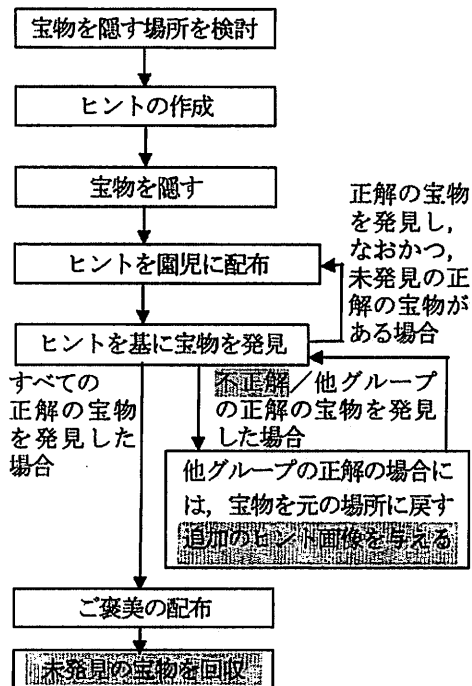 宝物を隠す場所を検討
ヒントの作成
宝物を隠す
正解の宝物
を発見し,
なおかつ,
未発見の正
解の宝物が
ある場合
ヒントを園児に配布
ヒントを基に宝物を発見
すべての
正解の宝物
を発見した
場合
不正解/他グループ
の正解の宝物を発見
した場合
他グループの正解の場合に
は, 宝物を元の場所に戻す
追加のヒント画像を与える
ご褒美の配布
未発見の宝物を回収